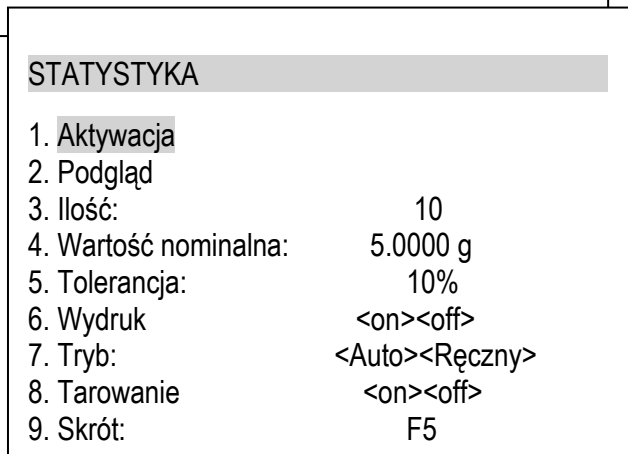 STATYSTYKA
1. Aktywacja
2. Podgląd
3. Ilość: 10
4. Wartość nominalna: 5.0000 g
5. Tolerancja: 10%
6. Wydruk <on><off>
7. Tryb: <Auto><Ręczny>
8. Tarowanie <on><off>
9. Skrót: F5